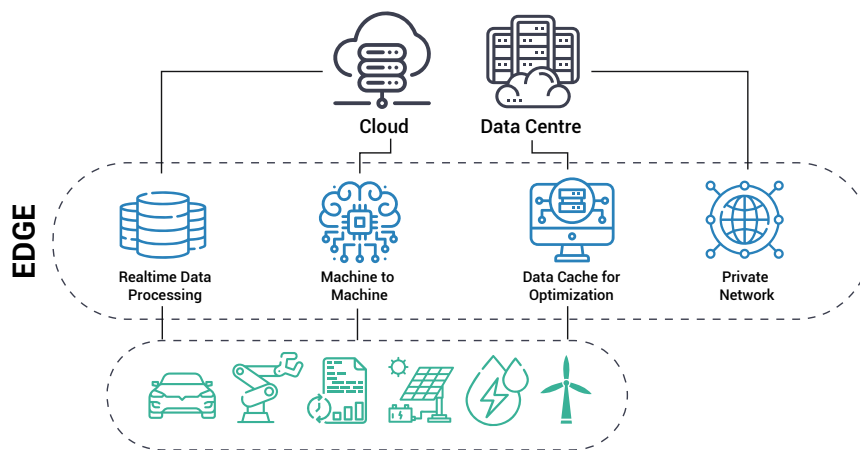 Cloud
Data Centre
EDGE
Realtime Data
Processing
Machine to
Machine
Data Cache for
Optimization
Private
Network